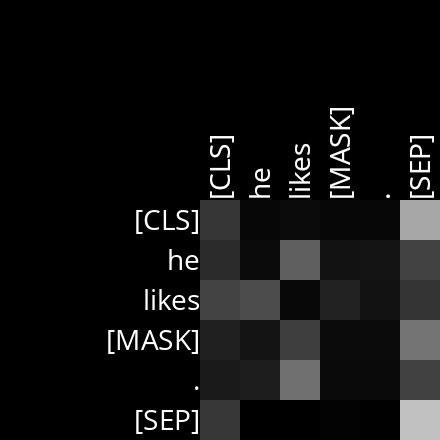 [CLS]
he
likes
[MASK]
.
[SEP]
[CLS]
he
likes
[MASK]
.
[SEP]